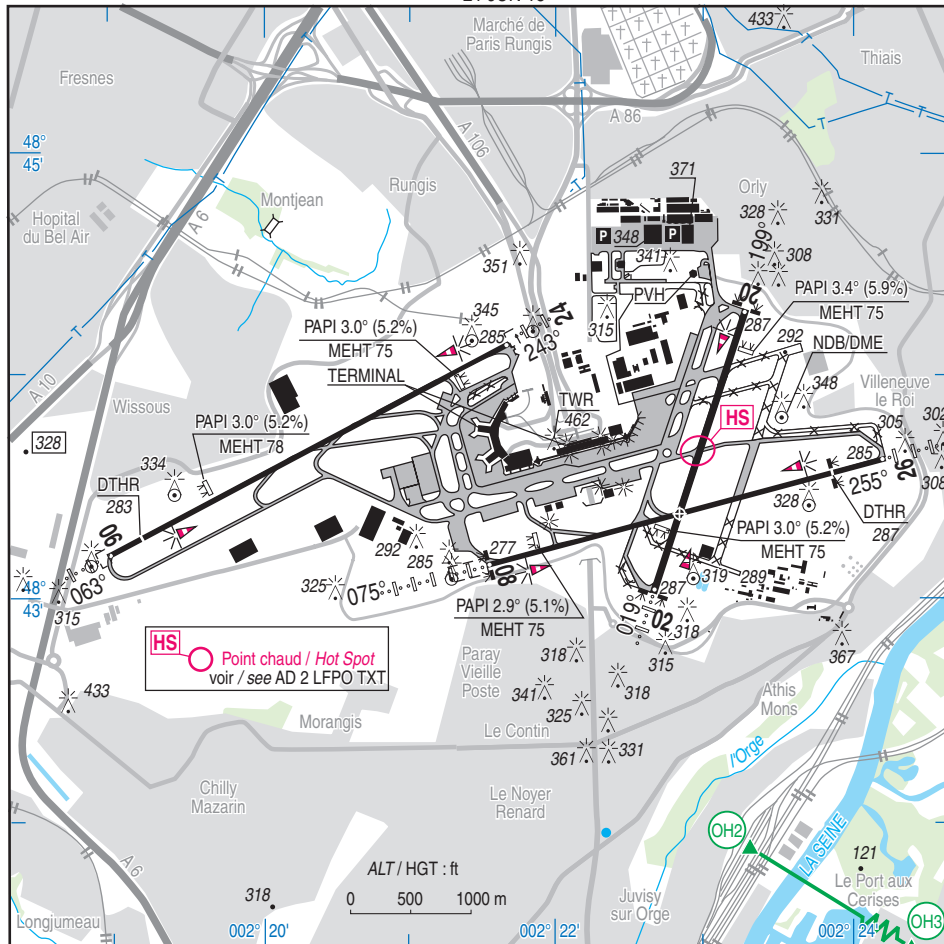 433
Marché de
Paris Rungis
Fresnes
Thiais
A 86
A 106
48°
45'
371
Rungis
Orly
Montjean
A 6
Hopital
du Bel Air
328
331
199°
308
P
348
P
341
351
PVH
20
PAPI 3.4° (5.9%)
MEHT 75
345
24
315
287
PAPI 3.0° (5.2%)
MEHT 75
285
243°
292
NDB/DME
A 10
TERMINAL
Villeneuve
le Roi
Wissous
TWR
462
348
HS
PAPI 3.0° (5.2%)
MEHT 78
305
302
328
334
285
26
255°
308
DTHR
283
328
DTHR
287
06
PAPI 3.0° (5.2%)
MEHT 75
292
285
277
08
48°
43'
063°
315
325
075°
287
319
289
PAPI 2.9° (5.1%)
MEHT 75
019°
02
318
315
367
HS
Point chaud / Hot Spot
voir / see AD 2 LFPO TXT
Paray
Vieille
Poste
318
318
341
325
433
Morangis
Le Contin
Athis
Mons
361
331
l'Orge
Chilly
Mazarin
Le Noyer
Renard
OH2
LA SEINE
A 6
ALT / HGT : ft
121
Le Port aux
Cerises
318
0
500
1000 m
Juvisy
sur Orge
OH3
Longjumeau
002° 20'
002° 22'
002° 24'